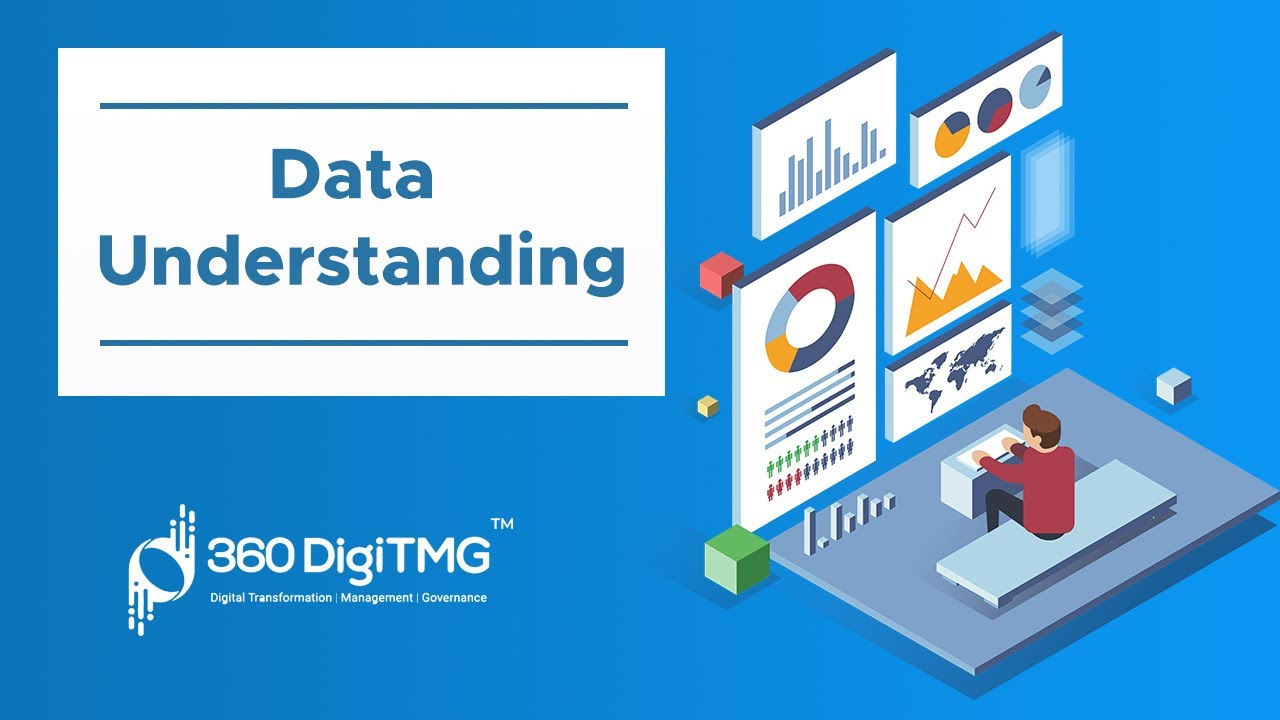 Data
Understanding
360 DigiTMG™
Digital Transformation | Management | Governance